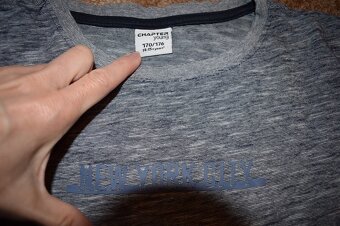 CHAPTER
young
170/176
NEW YORK CITY